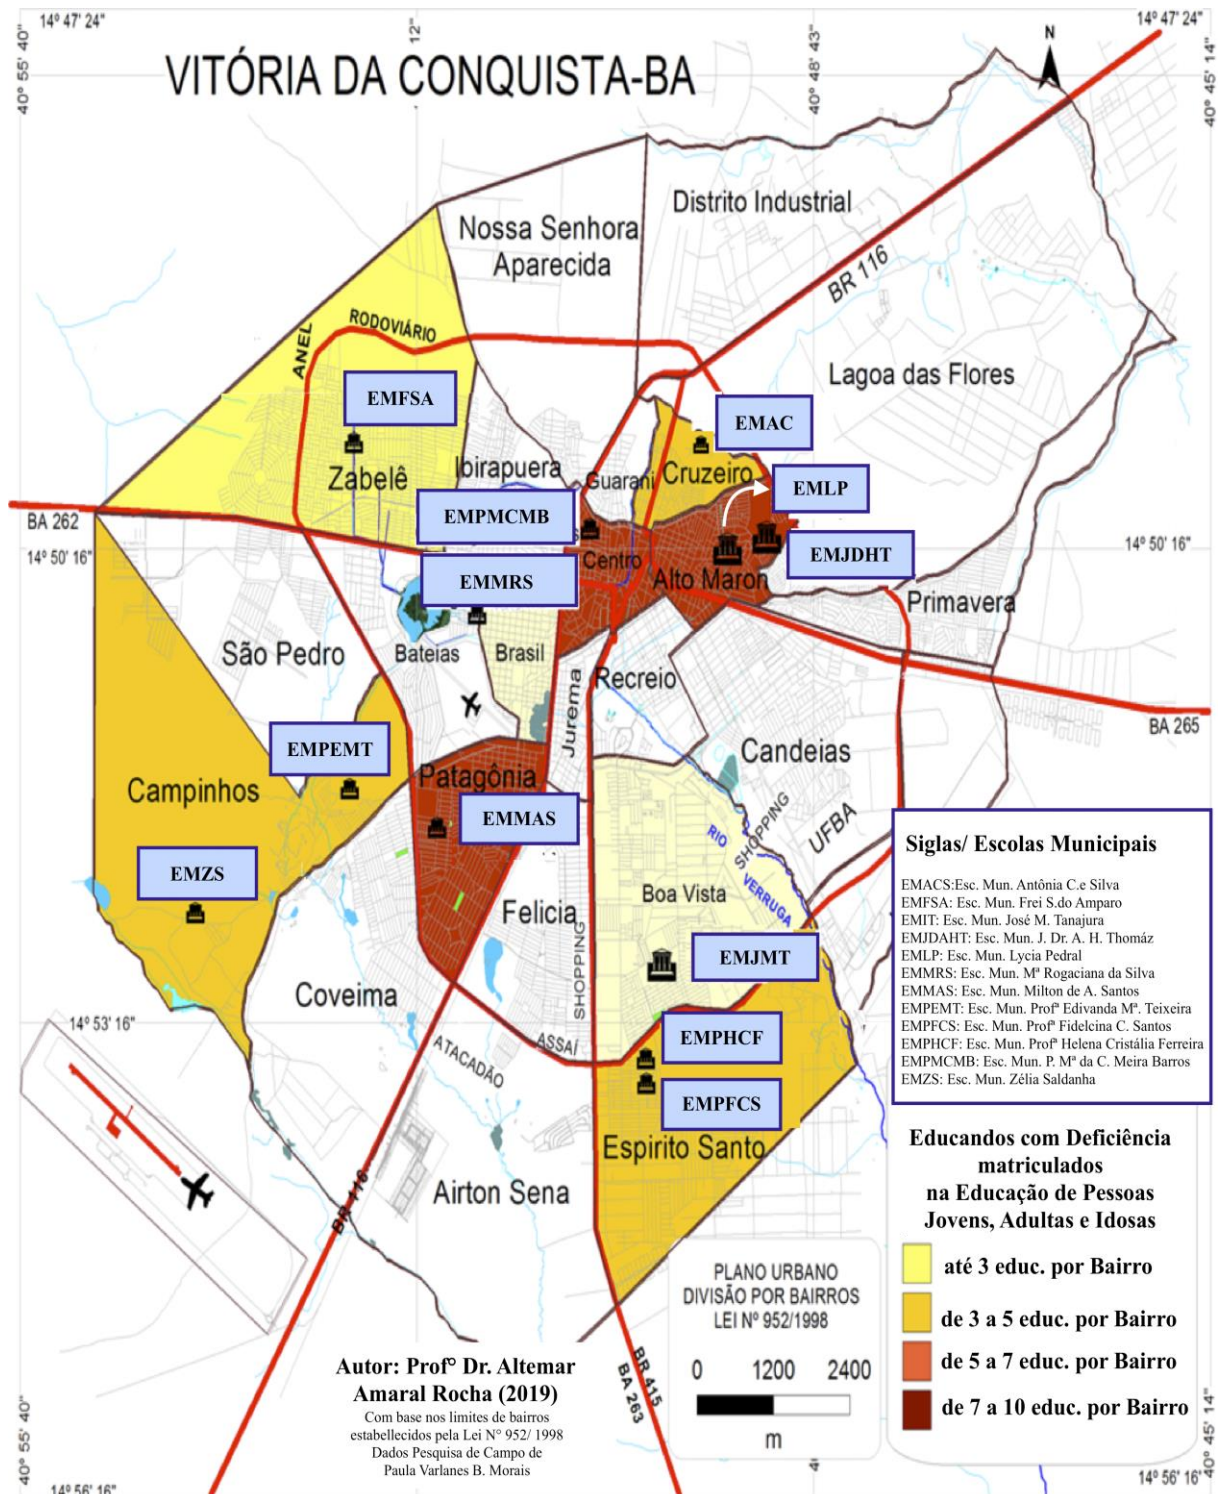 14º 47' 24"
14º 47' 24"
40º 55' 40"
12"
40º 48' 43"
40º 45' 14"
N
VITÓRIA DA CONQUISTA-BA
Distrito Industrial
Nossa Senhora
Aparecida
BR 116
ANEL
RODOVIÁRIO
Lagoa das Flores
EMFSA
EMAC
Zabelê
Ibirapuera
Guarani
Cruzeiro
EMLP
BA 262
EMPMCMB
14º 50' 16"
14º 50' 16"
Centro
EMJDHT
EMMRS
Alto Maron
Primavera
São Pedro
Bateias
Brasil
Jurema
Recreio
BA 265
EMPEMT
Candeias
Campinhos
Patagônia
EMMAS
RIO
SHOPPING
UFBA
VERRUGA
EMZS
Boa Vista
Felicia
SHOPPING
EMJMT
Coveima
14º 53' 16"
ATACADÃO
ASSAÍ
EMPHCF
EMPFCS
Espirito Santo
Airton Sena
BR 116
Siglas/ Escolas Municipais
EMACS:Esc. Mun. Antônia C.e Silva
EMFSA: Esc. Mun. Frei S.do Amparo
EMIT: Esc. Mun. José M. Tanajura
EMJDAHT: Esc. Mun. J. Dr. A. H. Thomáz
EMLP: Esc. Mun. Lycia Pedral
EMMRS: Esc. Mun. Mª Rogaciana da Silva
EMMAS: Esc. Mun. Milton de A. Santos
EMPEMT: Esc. Mun. Profª Edivanda Mª. Teixeira
EMPFCS: Esc. Mun. Profª Fidelcina C. Santos
EMPHCF: Esc. Mun. Profª Helena Cristália Ferreira
EMPMCMB: Esc. Mun. P. Mª da C. Meira Barros
EMZS: Esc. Mun. Zélia Saldanha
Educandos com Deficiência
matriculados
na Educação de Pessoas
Jovens, Adultas e Idosas
até 3 educ. por Bairro
de 3 a 5 educ. por Bairro
de 5 a 7 educ. por Bairro
de 7 a 10 educ. por Bairro
PLANO URBANO
DIVISÃO POR BAIRROS
LEI Nº 952/1998
0 1200 2400
m
BR 415
BA 263
Autor: Profº Dr. Altemar
Amaral Rocha (2019)
Com base nos limites de bairros
estabellecidos pela Lei N° 952/ 1998
Dados Pesquisa de Campo de
Paula Varlanes B. Morais
40º 55' 40"
40º 45' 14"
14º 56' 16"
14º 56' 16"